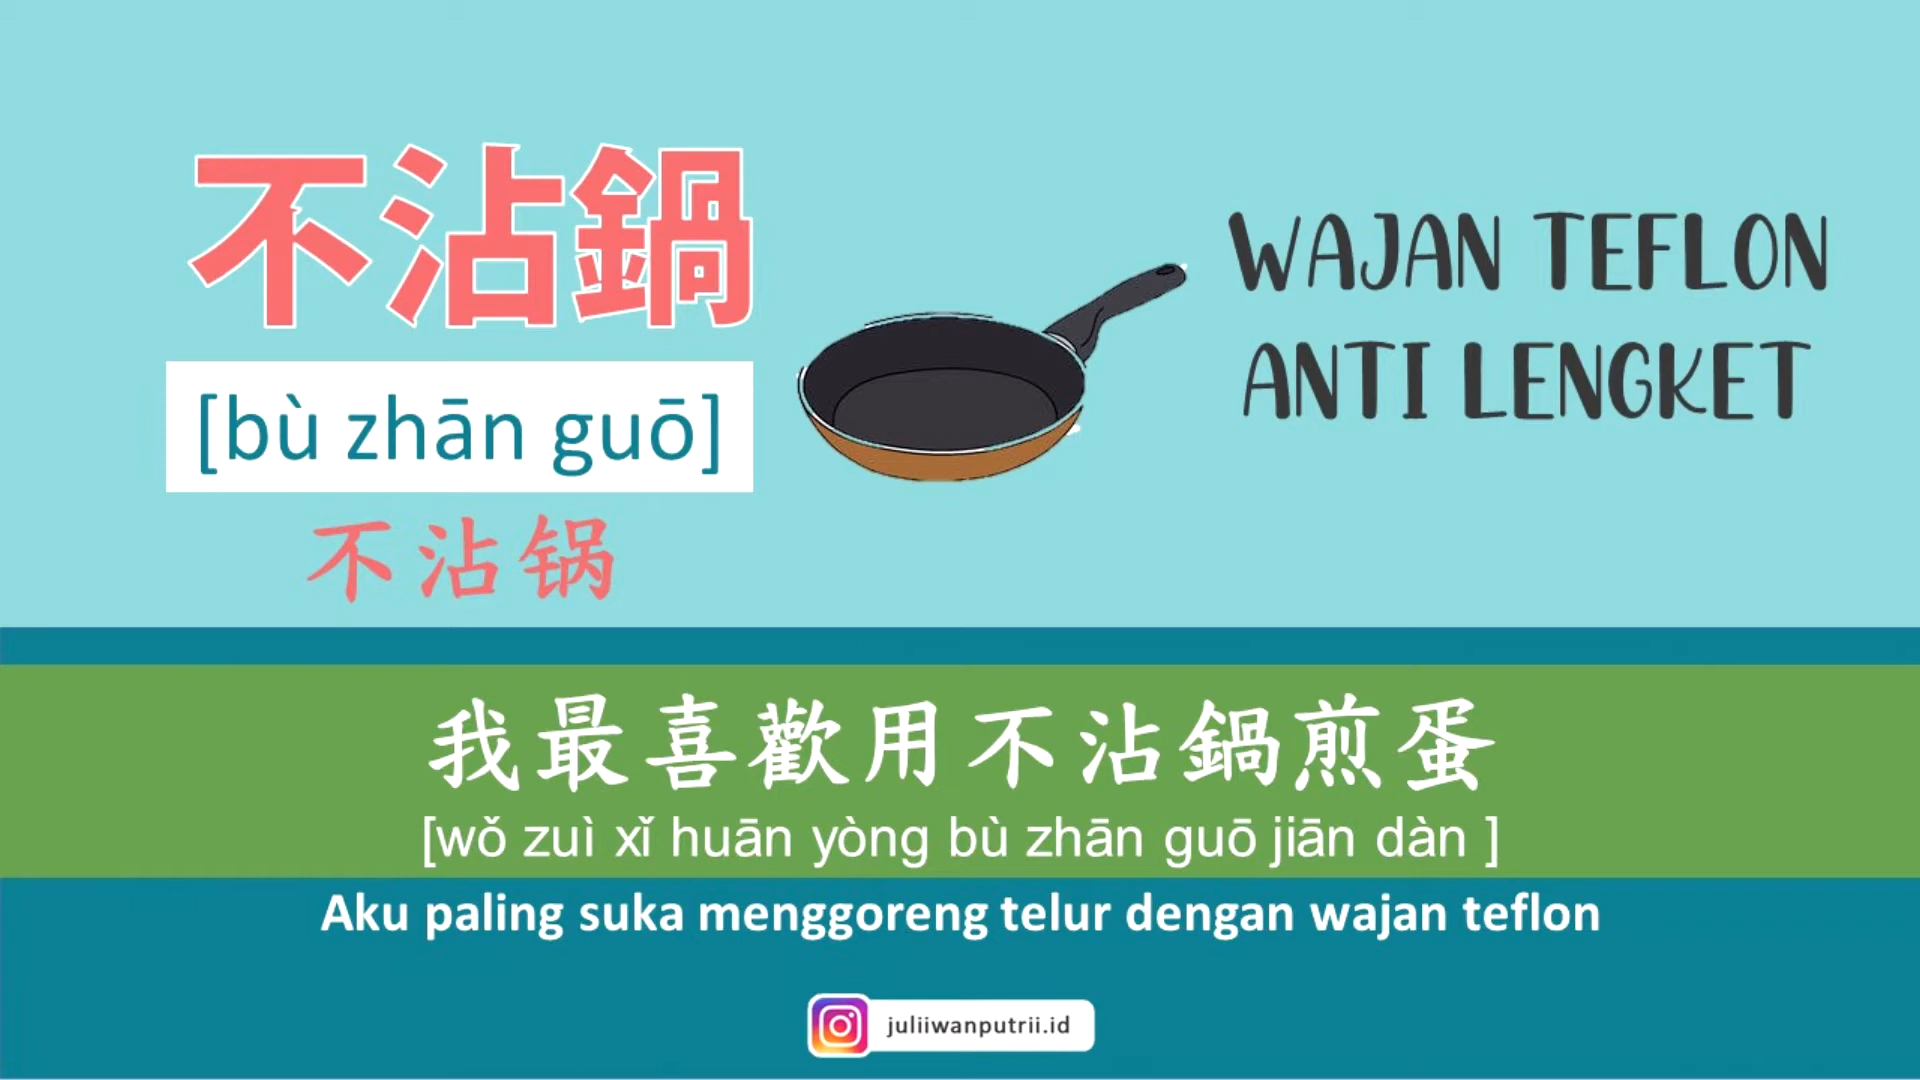 不沾鍋
[bù zhān guō]
不沾锅
WAJAN TEFLON
ANTI LENGKET
我最喜歡用不沾鍋煎蛋
[wǒ zuì xǐ huān yòng bù zhān guō jiān dàn ]
Aku paling suka menggoreng telur dengan wajan teflon
juliiwanputrii.id